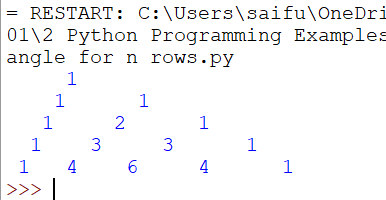 = RESTART: C:\Users\saifu\OneDri
01\2 Python Programming Examples
angle for n rows.py
1
1 1
1 2 1
1 3 3 1
1 4 6 4 1
>>>